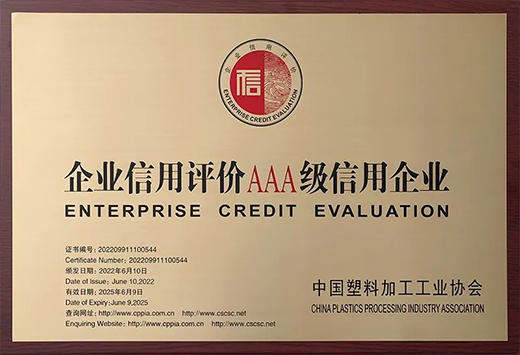 企业信用评价
信
ENTERPRISE CREDIT EVALUATION
企业信用评价AAA级信用企业
ENTERPRISE CREDIT EVALUATION
证书编号：202209911100544
Certificate Number：202209911100544
颁发日期：2022年6月10日
Date of Issue：June 10,2022
有效日期：2025年6月9日
Date of Expiry：June 9,2025
查询网址：http://www.cppia.com.cn http://www.cscsc.net
Enquiring Website：http://www.cppia.com.cn http://www.cscsc.net
中国塑料加工工业协会
CHINA PLASTICS PROCESSING INDUSTRY ASSOCIATION